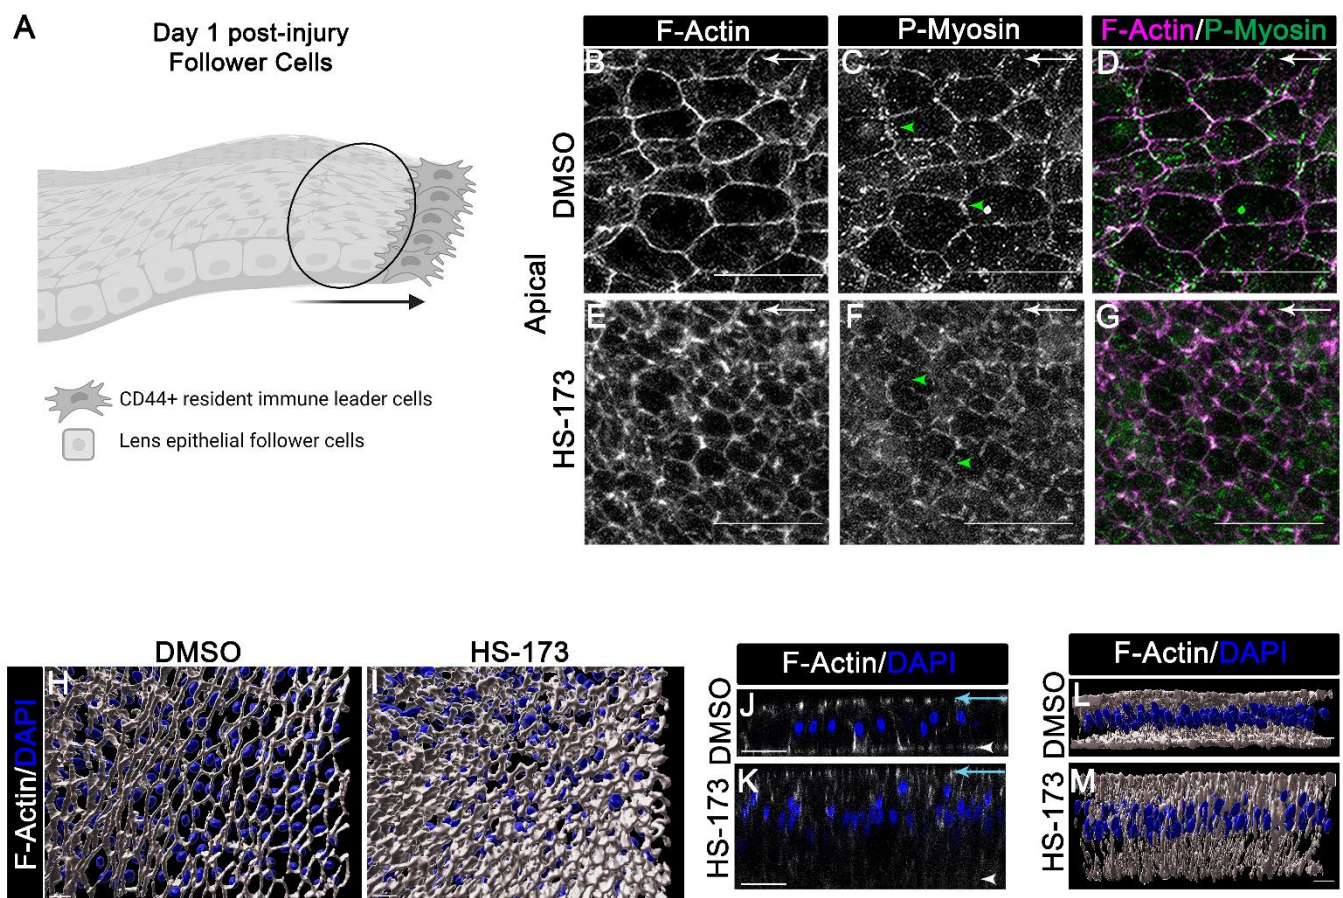 A
Day 1 post-injury
Follower Cells
CD44+ resident immune leader cells
Lens epithelial follower cells
F-Actin
P-Myosin
F-Actin/P-Myosin
Apical
DMSO
B
C
D
HS-173
E
F
G
DMSO
HS-173
F-Actin/DAPI
H
I
F-Actin/DAPI
DMSO
J
HS-173
K
F-Actin/DAPI
DMSO
L
HS-173
M